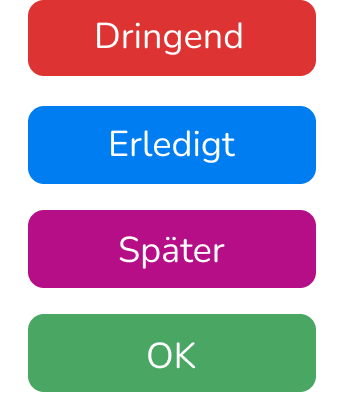 Dringend
Erledigt
Später
OK